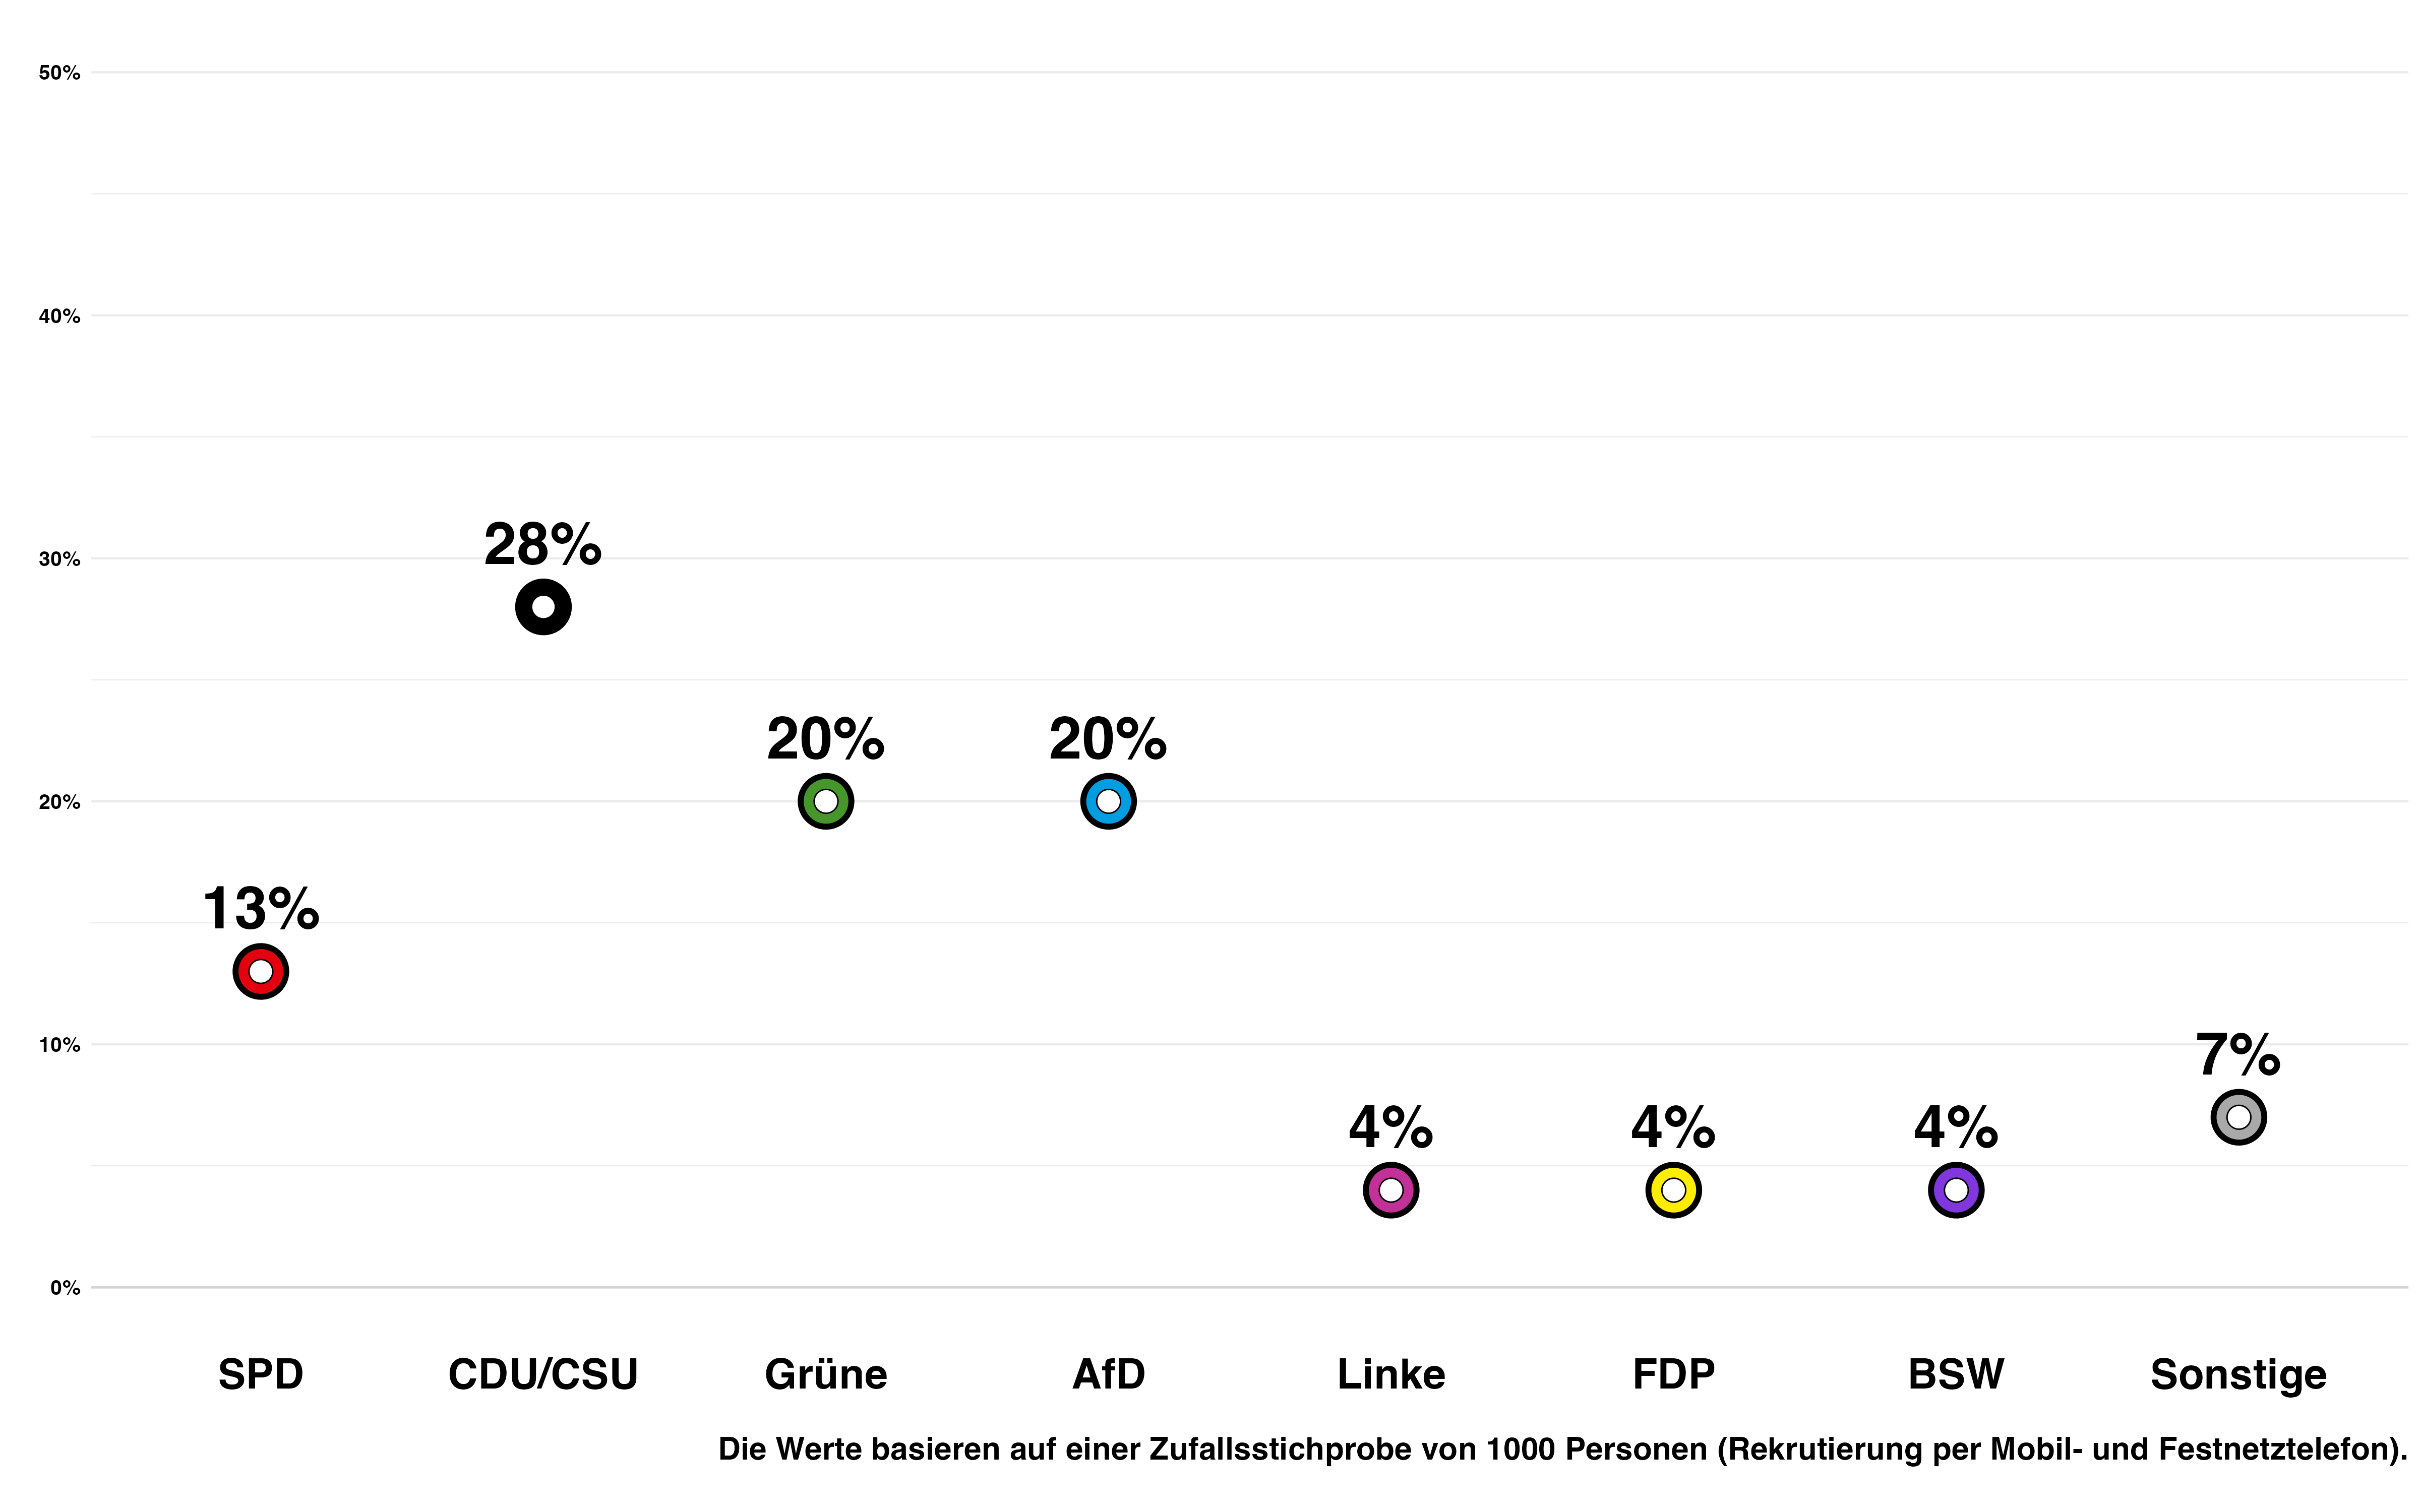 50%
40%
30%
20%
10%
0%
28%
20%
20%
13%
7%
4%
4%
4%
SPD
CDU/CSU
Grüne
AfD
Linke
FDP
BSW
Sonstige
Die Werte basieren auf einer Zufallsstichprobe von 1000 Personen (Rekrutierung per Mobil- und Festnetztelefon).